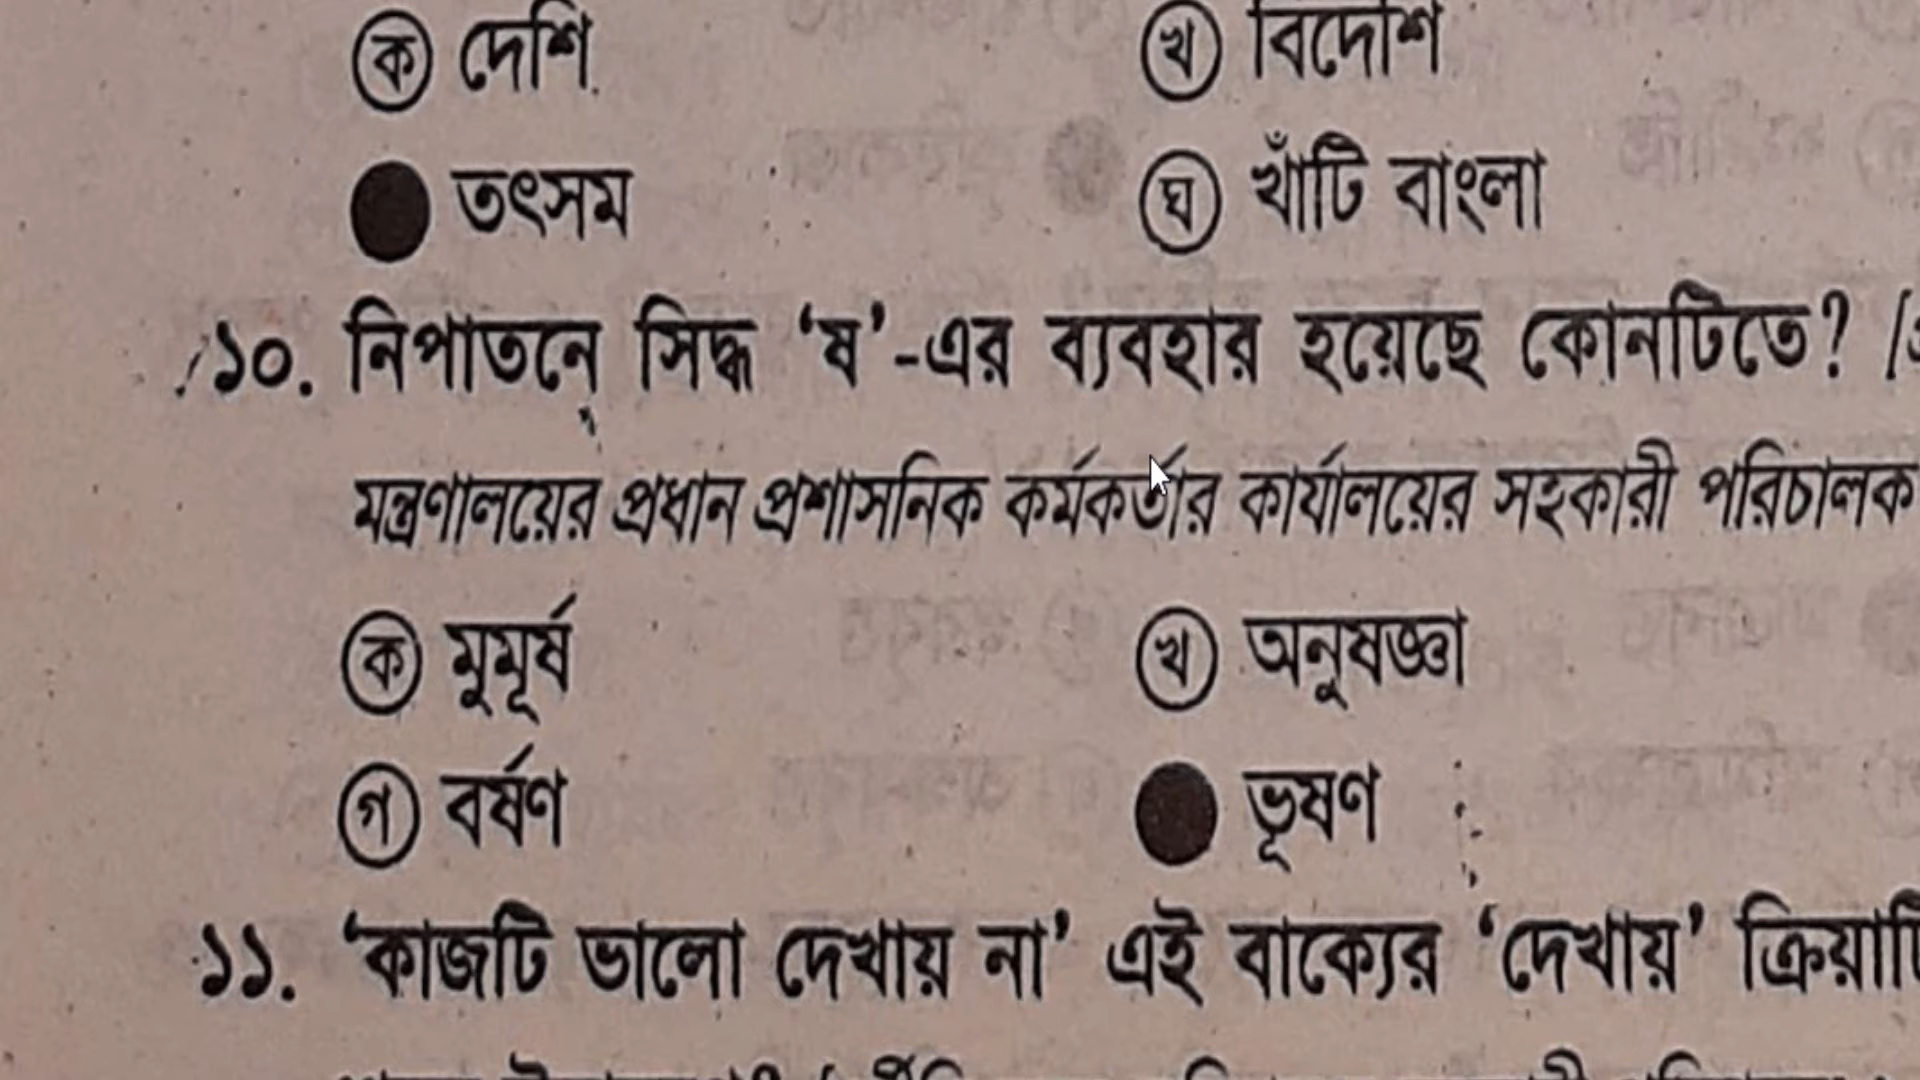 ক দেশি খ বিদেশি
তৎসম ঘ খাঁটি বাংলা
১০. নিপাতনে সিদ্ধ ‘ষ’-এর ব্যবহার হয়েছে কোনটিতে?
মন্ত্রণালয়ের প্রধান প্রশাসনিক কর্মকর্তার কার্যালয়ের সহকারী পরিচালক
ক মুমূর্ষ খ অনুষজ্ঞা
গ বর্ষণ ভূষণ
১১. ‘কাজটি ভালো দেখায় না’ এই বাক্যের ‘দেখায়’ ক্রিয়াটি